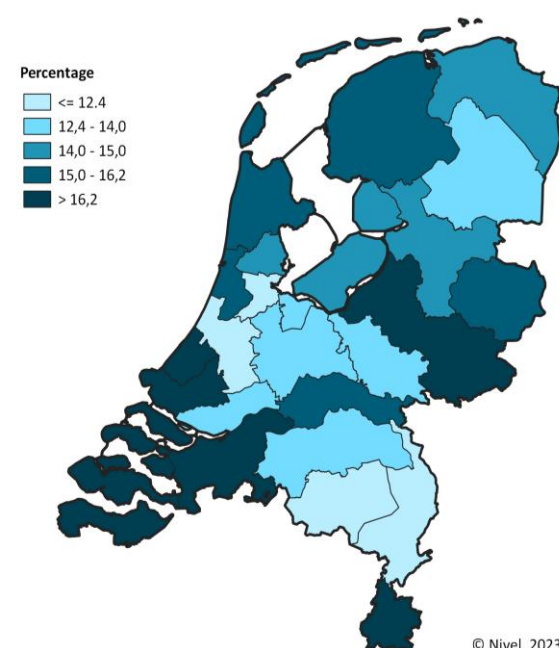 Percentage
<= 12.4
12,4 - 14,0
14,0 - 15,0
15,0 - 16,2
> 16,2
© Nivel, 2023